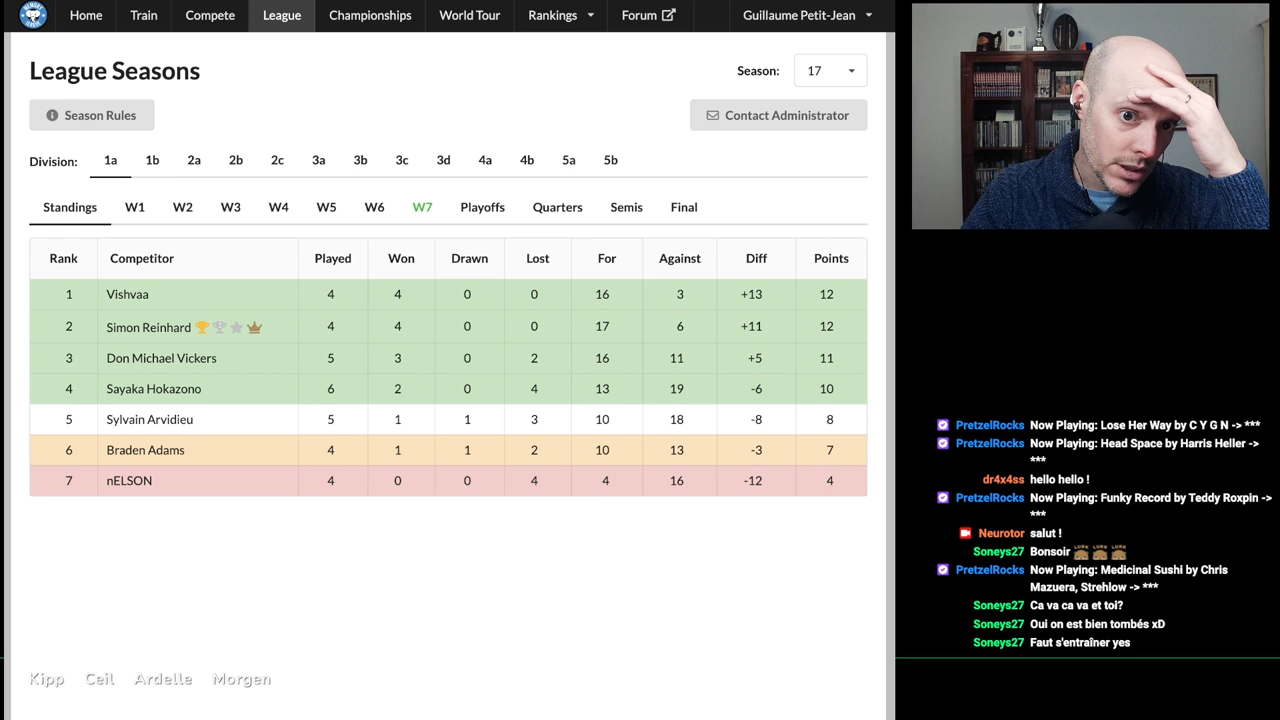 Home Train Compete League Championships World Tour Rankings Forum Guillaume Petit-Jean
League Seasons
Season: 17
Season Rules
Contact Administrator
Division: 1a 1b 2a 2b 2c 3a 3b 3c 3d 4a 4b 5a 5b
Standings W1 W2 W3 W4 W5 W6 W7 Playoffs Quarters Semis Final
Rank Competitor Played Won Drawn Lost For Against Diff Points
1 Vishvaa 4 4 0 0 16 3 +13 12
2 Simon Reinhard 4 4 0 0 17 6 +11 12
3 Don Michael Vickers 5 3 0 2 16 11 +5 11
4 Sayaka Hokazono 6 2 0 4 13 19 -6 10
5 Sylvain Arvidieu 5 1 1 3 10 18 -8 8
6 Braden Adams 4 1 1 2 10 13 -3 7
7 nELSON 4 0 0 4 4 16 -12 4
Kipp Ceil Ardelle Morgen
PretzelRocks Now Playing: Lose Her Way by C Y G N -> ***
PretzelRocks Now Playing: Head Space by Harris Heller ->
***
dr4x4ss hello hello !
PretzelRocks Now Playing: Funky Record by Teddy Roxpin ->
***
Neurotor salut !
Soneys27 Bonsoir
PretzelRocks Now Playing: Medicinal Sushi by Chris
Mazuera, Strehlow -> ***
Soneys27 Ca va ca va et toi?
Soneys27 Oui on est bien tombés xD
Soneys27 Faut s'entraîner yes